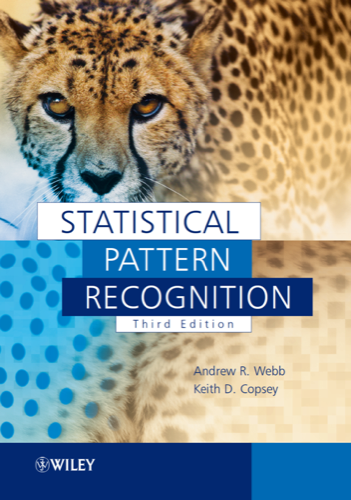 STATISTICAL
PATTERN
RECOGNITION
Third Edition
Andrew R. Webb
Keith D. Copsey
WILEY